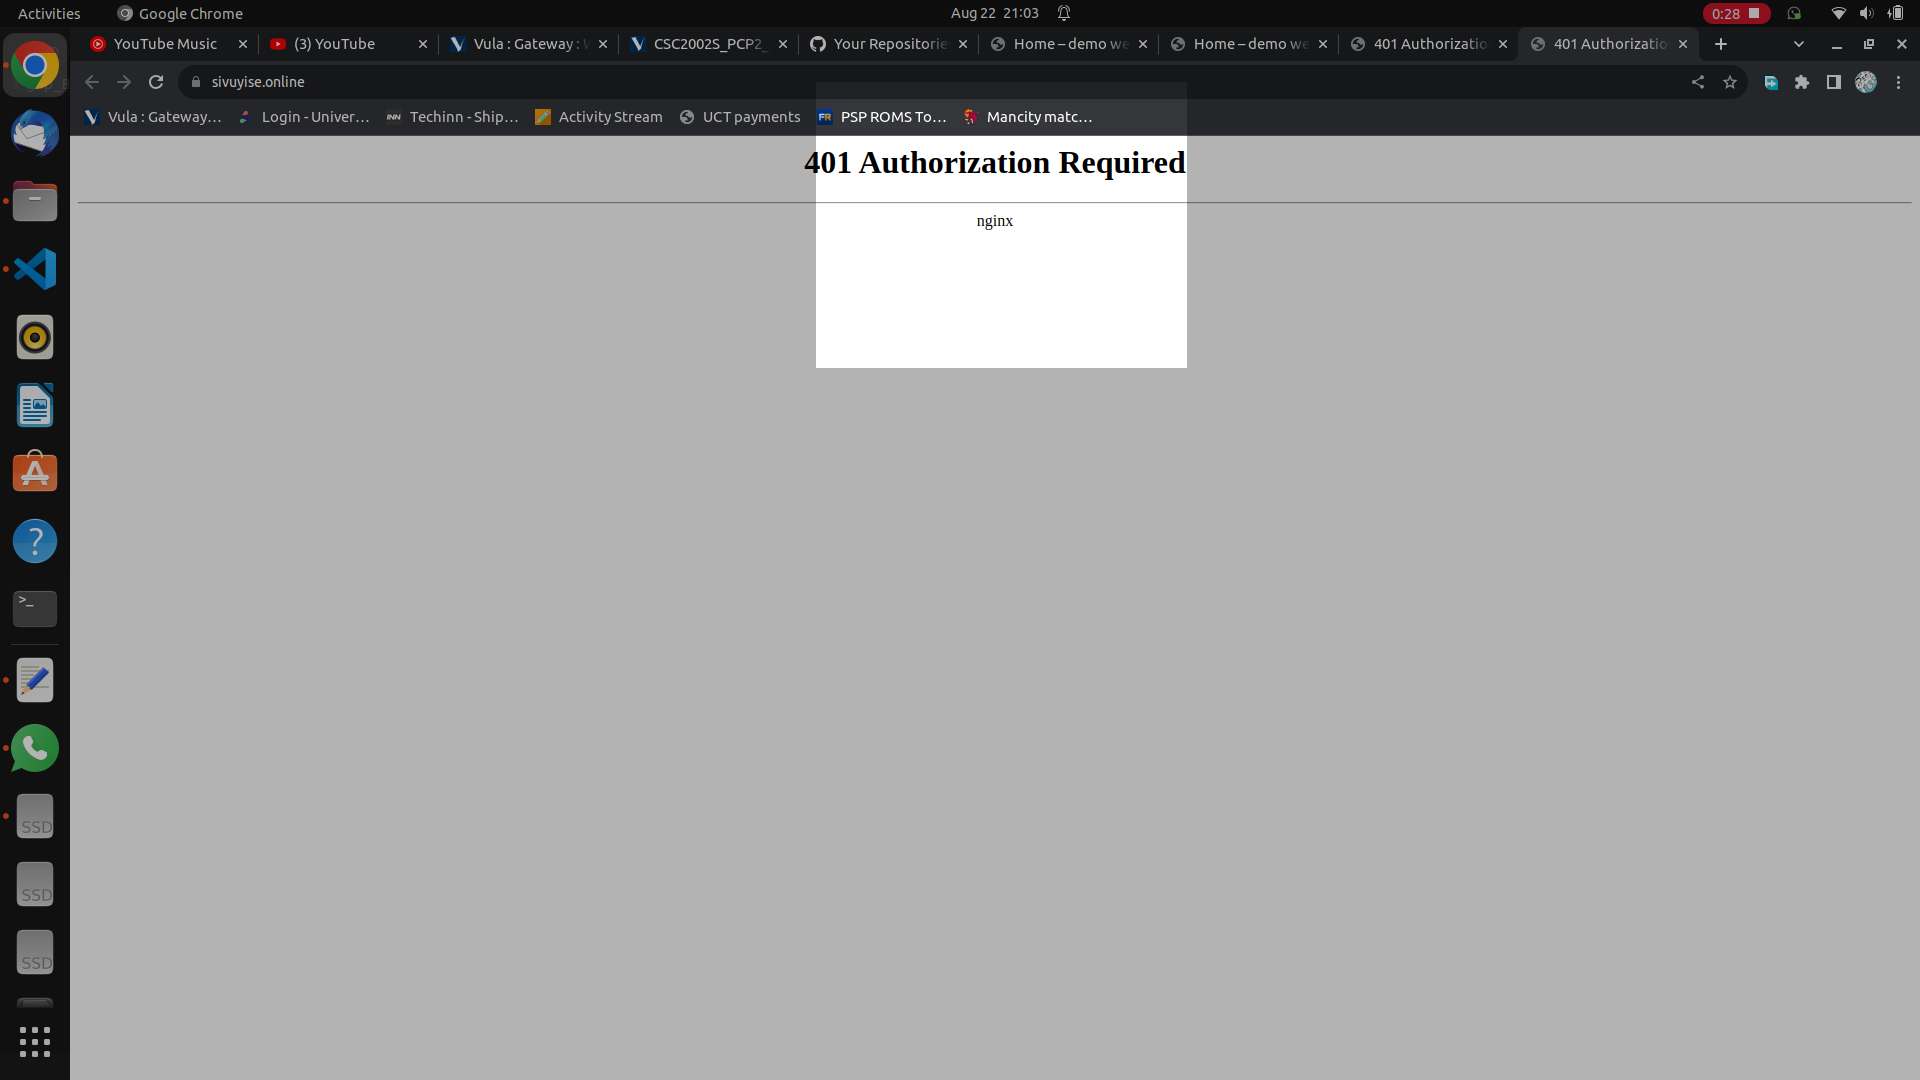 Activities
Google Chrome
Aug 22 21:03
0:28
YouTube Music
(3) YouTube
Vula : Gateway :
CSC2002S_PCP2_
Your Repositorie
Home – demo we
Home – demo we
401 Authorizatio
401 Authorizatio
sivuyise.online
Vula : Gateway…
Login - Univer…
INN Techinn - Ship…
Activity Stream
UCT payments
FR PSP ROMS To…
Mancity matc…
401 Authorization Required
nginx
>_
SSD
SSD
SSD